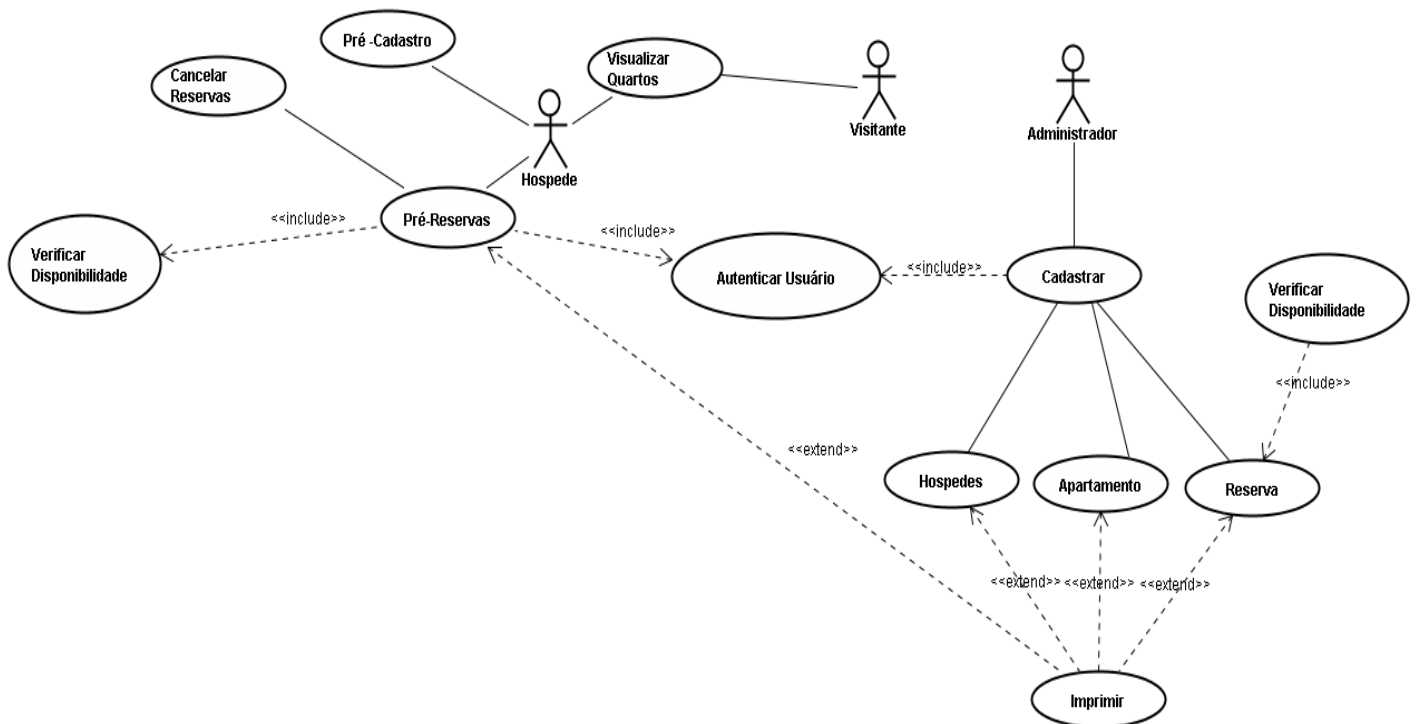 Pré -Cadastro
Visualizar
Quartos
Cancelar
Reservas
Visitante
Administrador
Hospede
Pré-Reservas
<<include>>
<<include>>
Verificar
Disponibilidade
Autenticar Usuário
<<include>>
Cadastrar
Verificar
Disponibilidade
<<include>>
<<extend>>
Hospedes
Apartamento
Reserva
<<extend>>
<<extend>>
<<extend>>
Imprimir